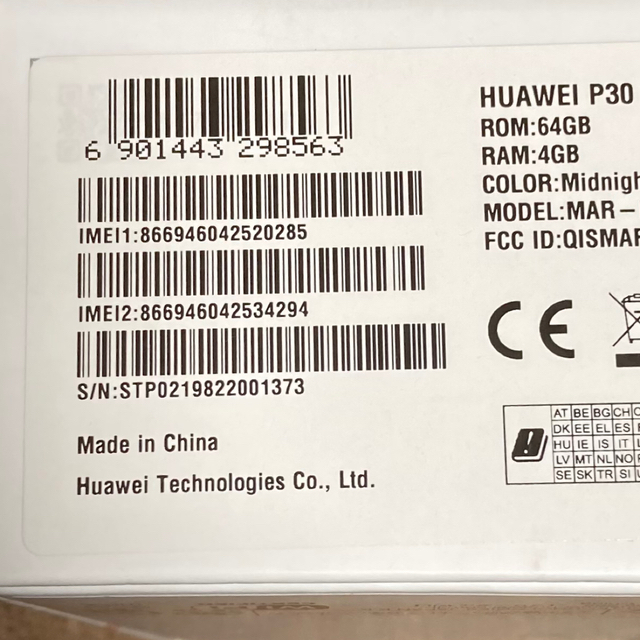 6 901443 298563
IMEI1:866946042520285
IMEI2:866946042534294
S/N:STP0219822001373
Made in China
Huawei Technologies Co., Ltd.
HUAWEI P30
ROM:64GB
RAM:4GB
COLOR:Midnigh
MODEL:MAR-
FCC ID:QISMAR
CE
AT BE BG CH
DK EE EL ES
HU IE IS IT
LV MT NL NO
SE SK TR SI